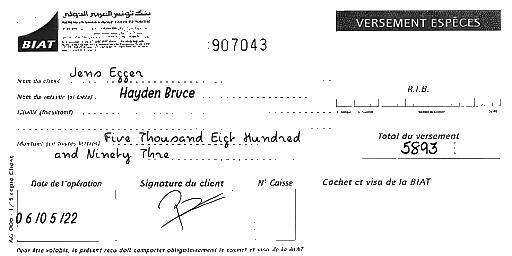 بنك تونس العربي الدولي
BIAT
907043
VERSEMENT ESPÈCES
Nom du client Jens Egger
Nom du remettant (si tiers) Hayden Bruce
R.I.B.
Libellé (facultatif)
Montant (en toutes lettres) Five Thousand Eigt Hundred
and Ninety Thre
Total du versement
5893
Date de l'opération
Signature du client
N° Caisse
Cachet et visa de la BIAT
06/05/22
Pour être valable, le présent reçu doit comporter obligatoirement le cachet et visa de la BIAT